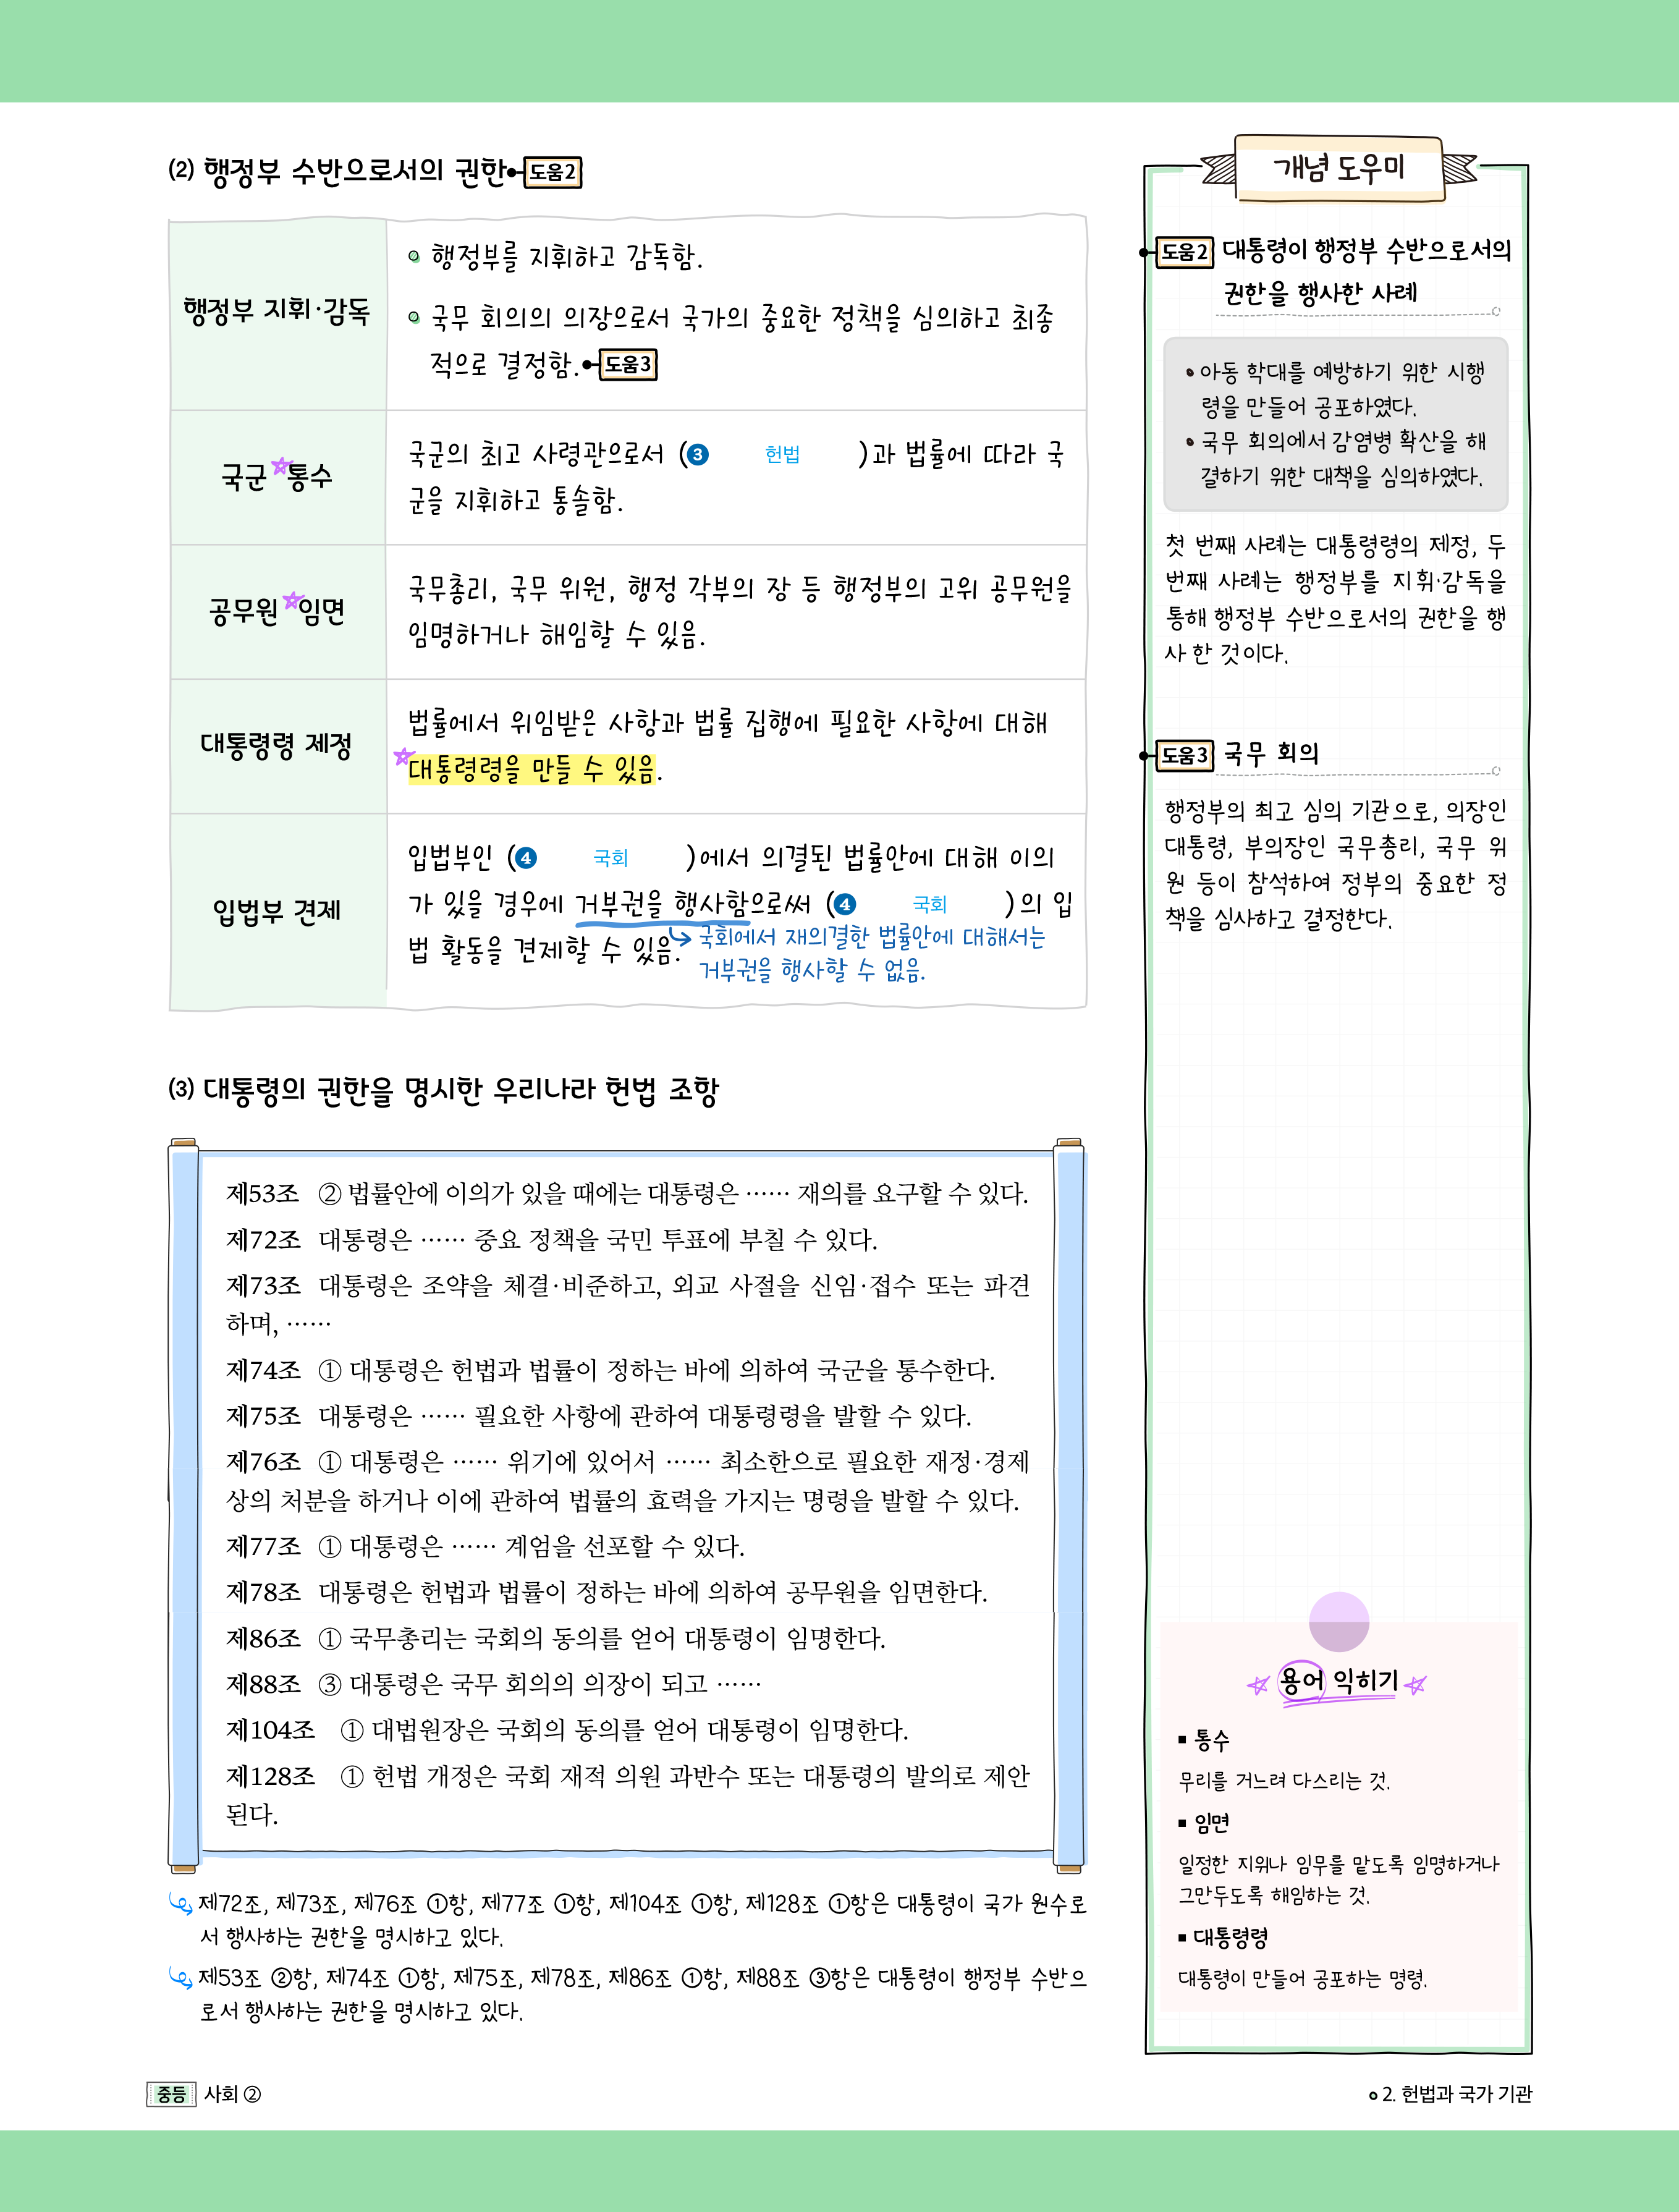 (2) 행정부 수반으로서의 권한 도움2
행정부 지휘·감독
행정부를 지휘하고 감독함.
국무 회의의 의장으로서 국가의 중요한 정책을 심의하고 최종
적으로 결정함. 도움3
국군 통수
국군의 최고 사령관으로서 (3 헌법 )과 법률에 따라 국
군을 지휘하고 통솔함.
공무원 임면
국무총리, 국무 위원, 행정 각부의 장 등 행정부의 고위 공무원을
임명하거나 해임할 수 있음.
대통령령 제정
법률에서 위임받은 사항과 법률 집행에 필요한 사항에 대해
대통령령을 만들 수 있음.
입법부 견제
입법부인 (4 국회 )에서 의결된 법률안에 대해 이의
가 있을 경우에 거부권을 행사함으로써 (4 국회 )의 입
법 활동을 견제할 수 있음.
국회에서 재의결한 법률안에 대해서는
거부권을 행사할 수 없음.
(3) 대통령의 권한을 명시한 우리나라 헌법 조항
제53조 ② 법률안에 이의가 있을 때에는 대통령은 …… 재의를 요구할 수 있다.
제72조 대통령은 …… 중요 정책을 국민 투표에 부칠 수 있다.
제73조 대통령은 조약을 체결·비준하고, 외교 사절을 신임·접수 또는 파견
하며, ……
제74조 ① 대통령은 헌법과 법률이 정하는 바에 의하여 국군을 통수한다.
제75조 대통령은 …… 필요한 사항에 관하여 대통령령을 발할 수 있다.
제76조 ① 대통령은 …… 위기에 있어서 …… 최소한으로 필요한 재정·경제
상의 처분을 하거나 이에 관하여 법률의 효력을 가지는 명령을 발할 수 있다.
제77조 ① 대통령은 …… 계엄을 선포할 수 있다.
제78조 대통령은 헌법과 법률이 정하는 바에 의하여 공무원을 임면한다.
제86조 ① 국무총리는 국회의 동의를 얻어 대통령이 임명한다.
제88조 ③ 대통령은 국무 회의의 의장이 되고 ……
제104조 ① 대법원장은 국회의 동의를 얻어 대통령이 임명한다.
제128조 ① 헌법 개정은 국회 재적 의원 과반수 또는 대통령의 발의로 제안
된다.
제72조, 제73조, 제76조 ①항, 제77조 ①항, 제104조 ①항, 제128조 ①항은 대통령이 국가 원수로
서 행사하는 권한을 명시하고 있다.
제53조 ②항, 제74조 ①항, 제75조, 제78조, 제86조 ①항, 제88조 ③항은 대통령이 행정부 수반으
로서 행사하는 권한을 명시하고 있다.
개념 도우미
도움2 대통령이 행정부 수반으로서의
권한을 행사한 사례
• 아동 학대를 예방하기 위한 시행
령을 만들어 공포하였다.
• 국무 회의에서 감염병 확산을 해
결하기 위한 대책을 심의하였다.
첫 번째 사례는 대통령령의 제정, 두
번째 사례는 행정부를 지휘·감독을
통해 행정부 수반으로서의 권한을 행
사 한 것이다.
도움3 국무 회의
행정부의 최고 심의 기관으로, 의장인
대통령, 부의장인 국무총리, 국무 위
원 등이 참석하여 정부의 중요한 정
책을 심사하고 결정한다.
용어 익히기
▪ 통수
무리를 거느려 다스리는 것.
▪ 임면
일정한 지위나 임무를 맡도록 임명하거나
그만두도록 해임하는 것.
▪ 대통령령
대통령이 만들어 공포하는 명령.
중등 사회 ②
2. 헌법과 국가 기관